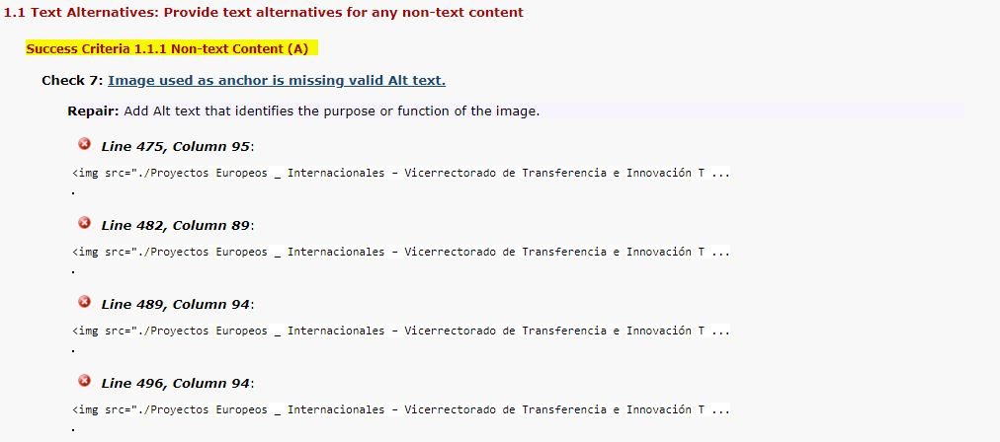 1.1 Text Alternatives: Provide text alternatives for any non-text content
Success Criteria 1.1.1 Non-text Content (A)
Check 7: Image used as anchor is missing valid Alt text.
Repair: Add Alt text that identifies the purpose or function of the image.
Line 475, Column 95:
<img src="./Proyectos Europeos _ Internacionales - Vicerrectorado de Transferencia e Innovación T ...
.
Line 482, Column 89:
<img src="./Proyectos Europeos _ Internacionales - Vicerrectorado de Transferencia e Innovación T ...
.
Line 489, Column 94:
<img src="./Proyectos Europeos _ Internacionales - Vicerrectorado de Transferencia e Innovación T ...
.
Line 496, Column 94:
<img src="./Proyectos Europeos _ Internacionales - Vicerrectorado de Transferencia e Innovación T ...
.